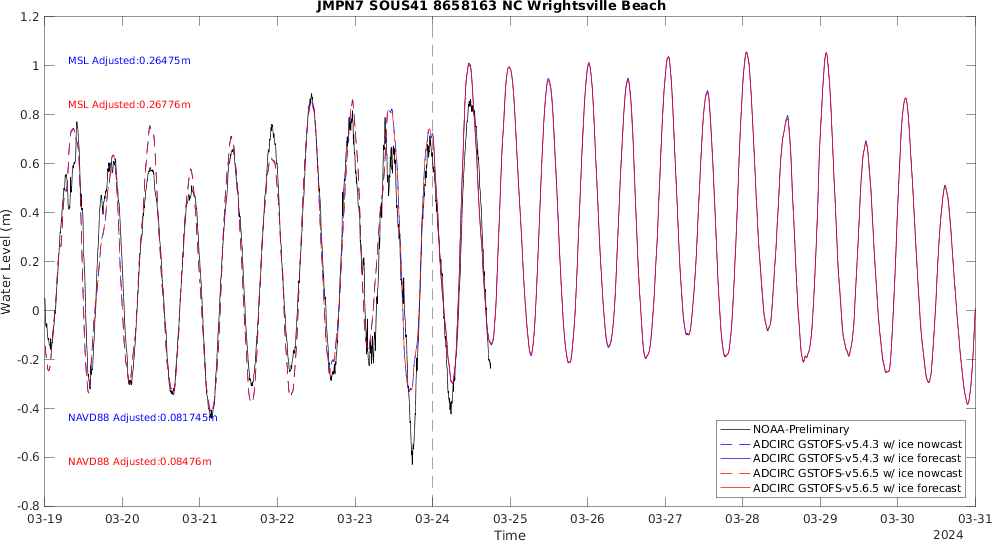 JMPN7 SOUS41 8658163 NC Wrightsville Beach
1.2
1
0.8
0.6
0.4
0.2
0
-0.2
-0.4
-0.6
-0.8
Water Level (m)
MSL Adjusted:0.26475m
MSL Adjusted:0.26776m
NAVD88 Adjusted:0.081745m
NAVD88 Adjusted:0.08476m
NOAA-Preliminary
ADCIRC GSTOFS-v5.4.3 w/ ice nowcast
ADCIRC GSTOFS-v5.4.3 w/ ice forecast
ADCIRC GSTOFS-v5.6.5 w/ ice nowcast
ADCIRC GSTOFS-v5.6.5 w/ ice forecast
03-19 03-20 03-21 03-22 03-23 03-24 03-25 03-26 03-27 03-28 03-29 03-30 03-31
Time
2024